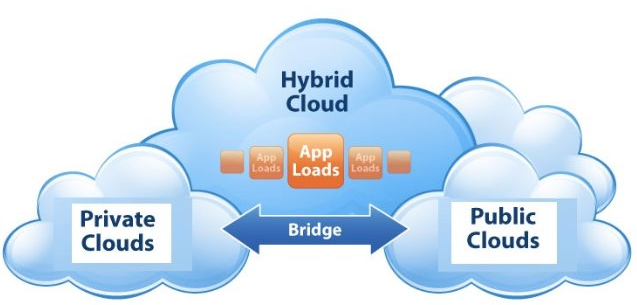 Hybrid
Cloud
App
Loads
App
Loads
App
Loads
Private
Clouds
Bridge
Public
Clouds